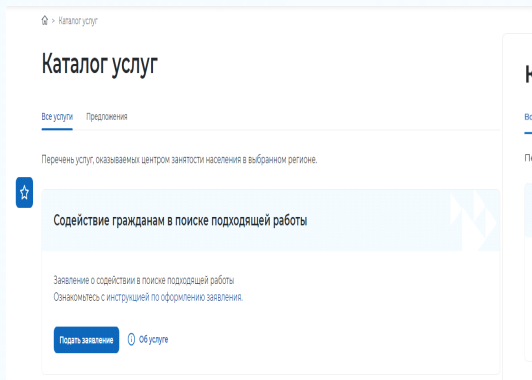 > Каталог услуг
Каталог услуг
Все услуги Предложения
Перечень услуг, оказываемых центром занятости населения в выбранном регионе.
Содействие гражданам в поиске подходящей работы
Заявление о содействии в поиске подходящей работы
Ознакомьтесь с инструкцией по оформлению заявления.
Подать заявление Об услуге